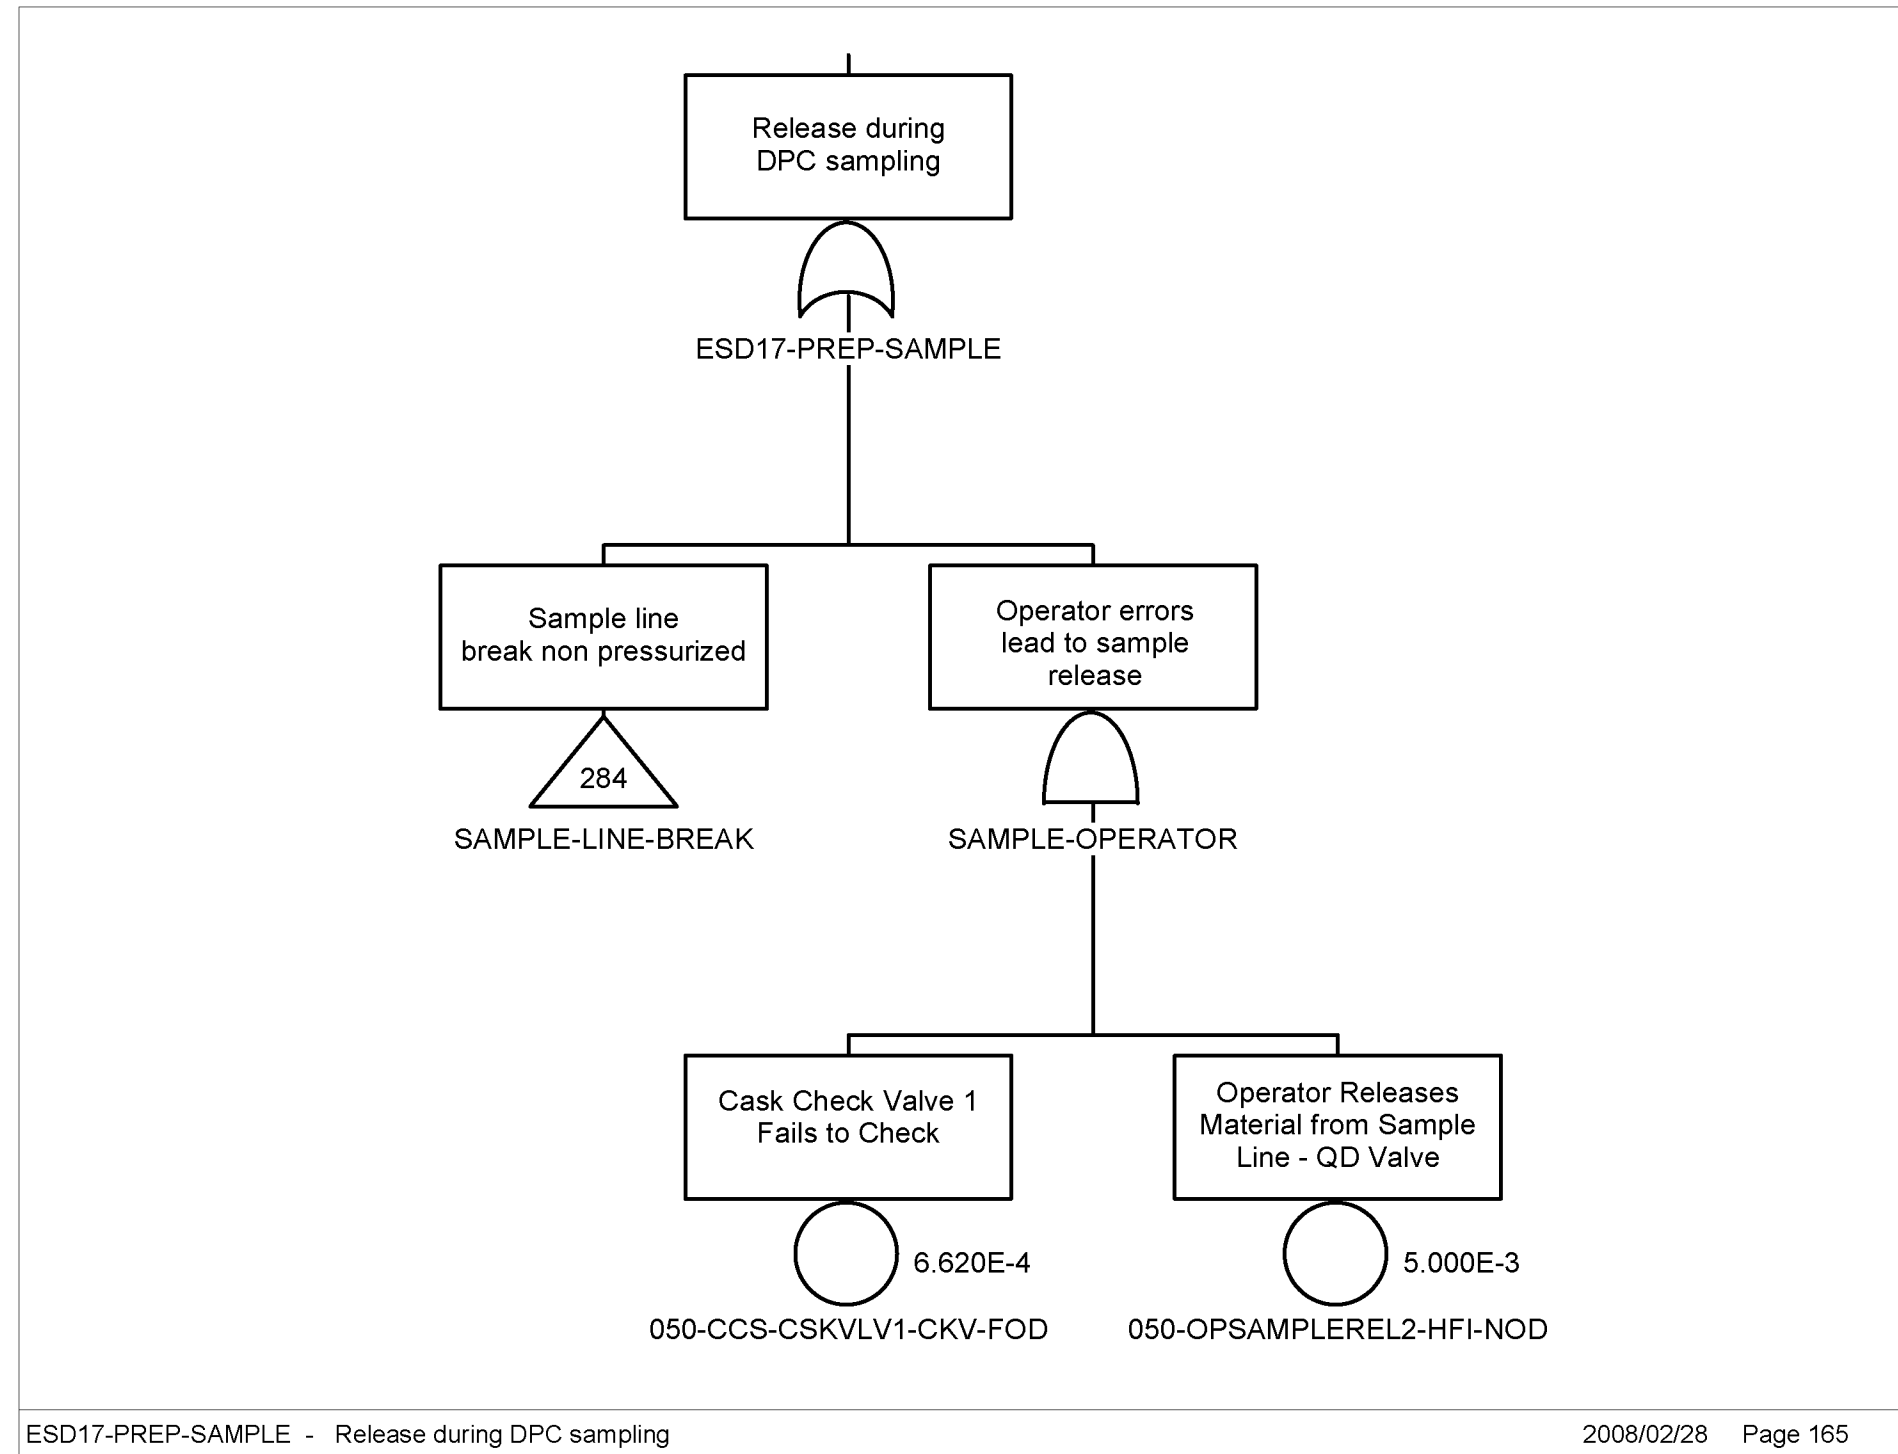 Release during
DPC sampling
ESD17-PREP-SAMPLE
Sample line
break non pressurized
284
SAMPLE-LINE-BREAK
Operator errors
lead to sample
release
SAMPLE-OPERATOR
Cask Check Valve 1
Fails to Check
6.620E-4
050-CCS-CSKVLV1-CKV-FOD
Operator Releases
Material from Sample
Line - QD Valve
5.000E-3
050-OPSAMPLEREL2-HFI-NOD
ESD17-PREP-SAMPLE - Release during DPC sampling
2008/02/28 Page 165